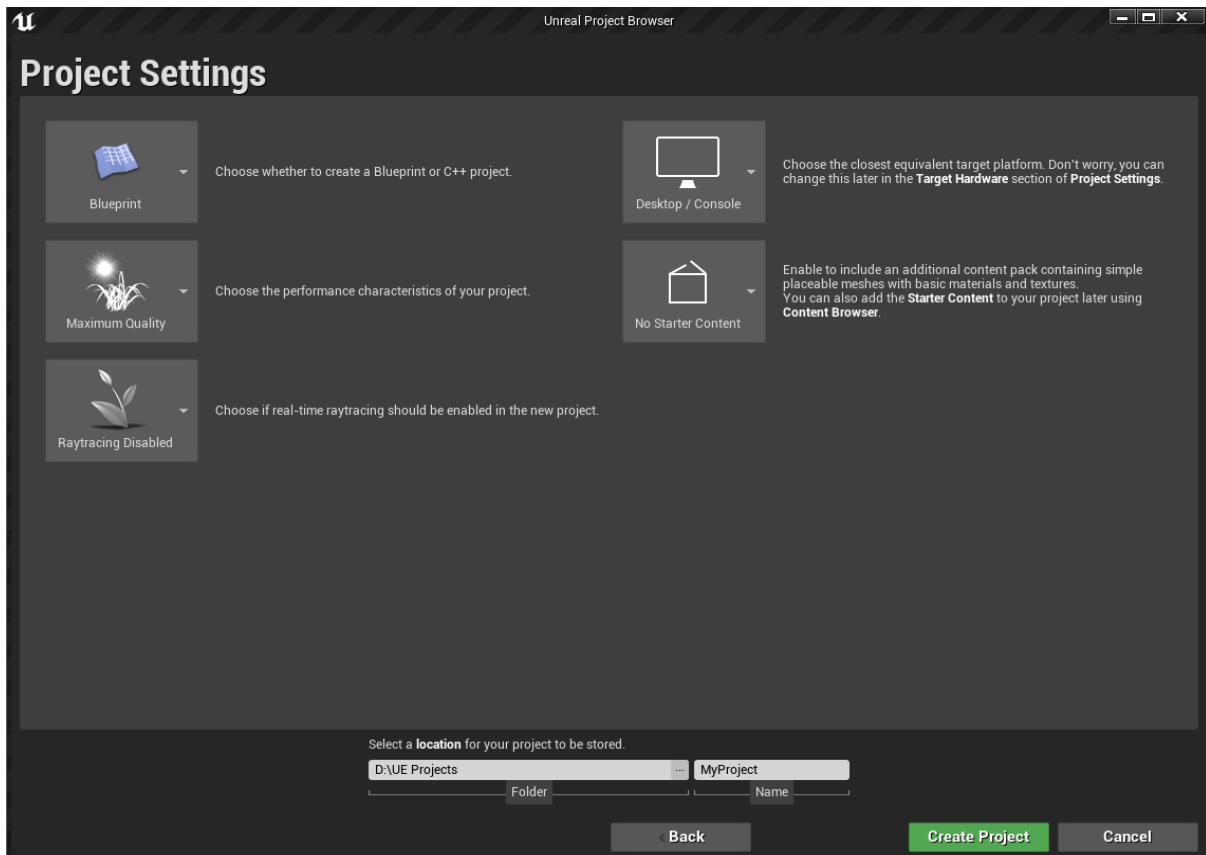 Unreal Project Browser
Project Settings
Blueprint
Choose whether to create a Blueprint or C++ project.
Desktop / Console
Choose the closest equivalent target platform. Don't worry, you can
change this later in the Target Hardware section of Project Settings.
Maximum Quality
Choose the performance characteristics of your project.
No Starter Content
Enable to include an additional content pack containing simple
placeable meshes with basic materials and textures.
You can also add the Starter Content to your project later using
Content Browser.
Raytracing Disabled
Choose if real-time raytracing should be enabled in the new project.
Select a location for your project to be stored.
D:\UE Projects
...
MyProject
Folder
Name
Back
Create Project
Cancel